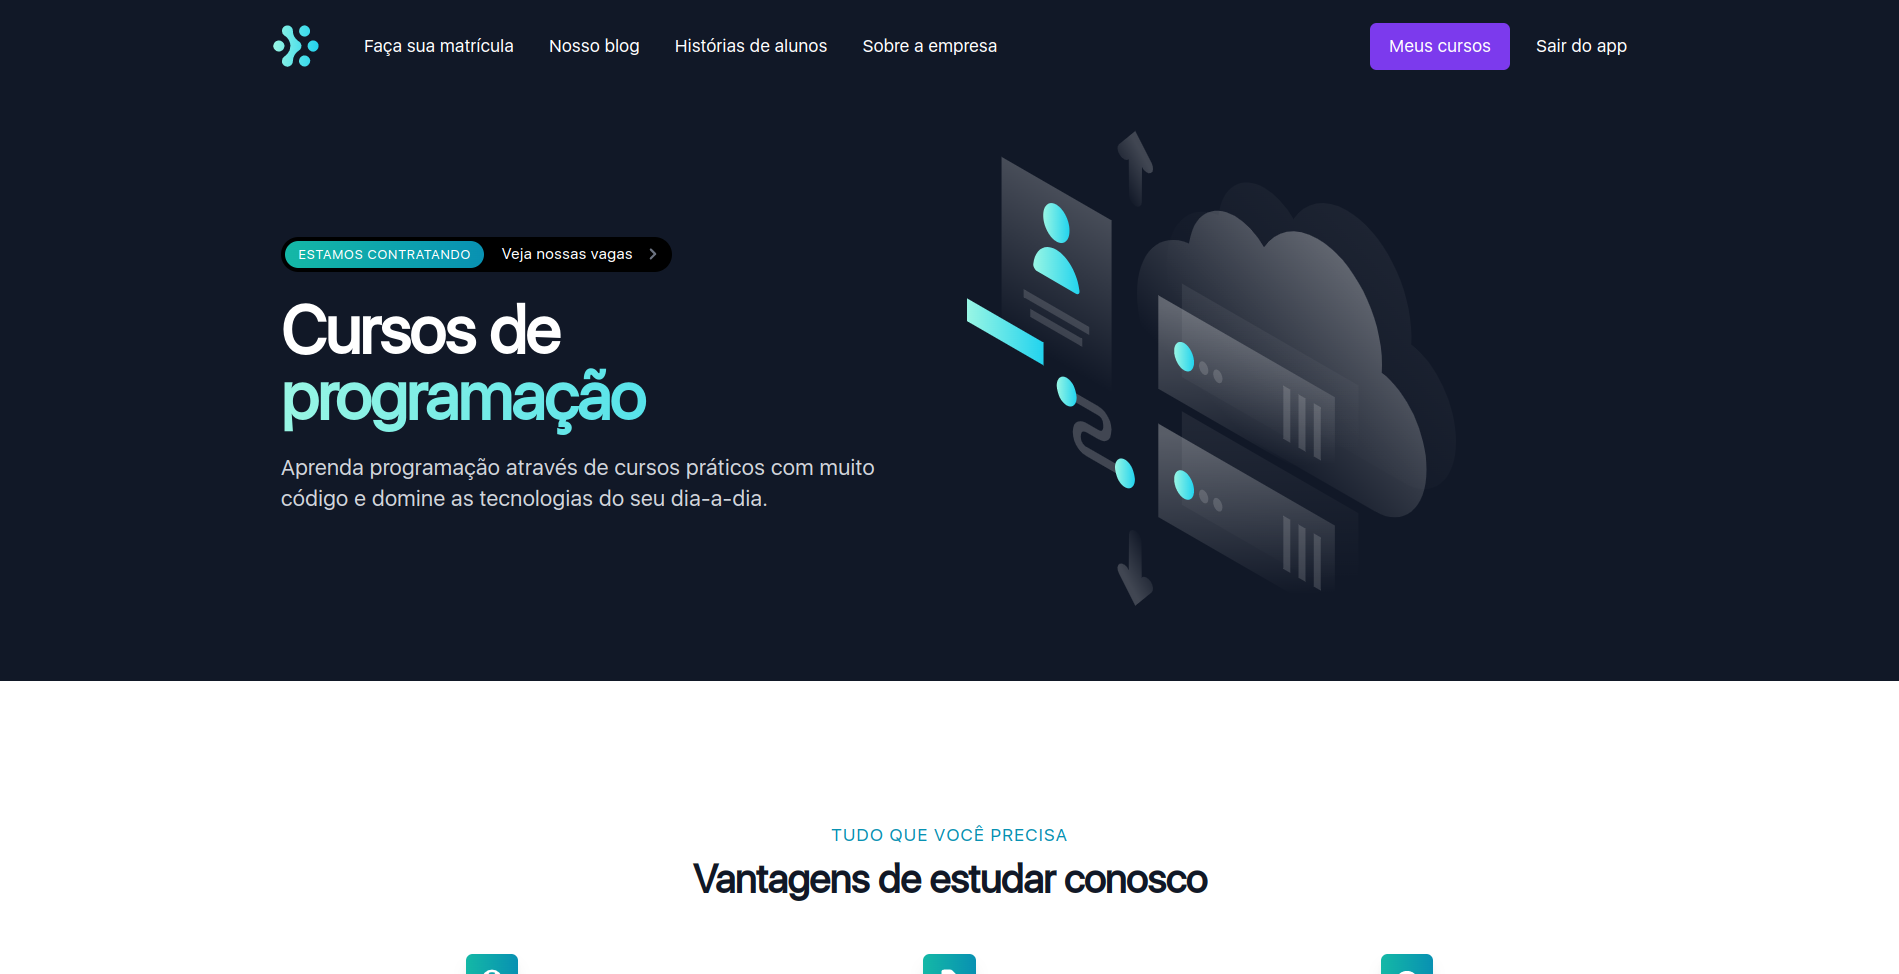 Faça sua matrícula Nosso blog Histórias de alunos Sobre a empresa Meus cursos Sair do app
ESTAMOS CONTRATANDO Veja nossas vagas
Cursos de
programação
Aprenda programação através de cursos práticos com muito
código e domine as tecnologias do seu dia-a-dia.
TUDO QUE VOCÊ PRECISA
Vantagens de estudar conosco